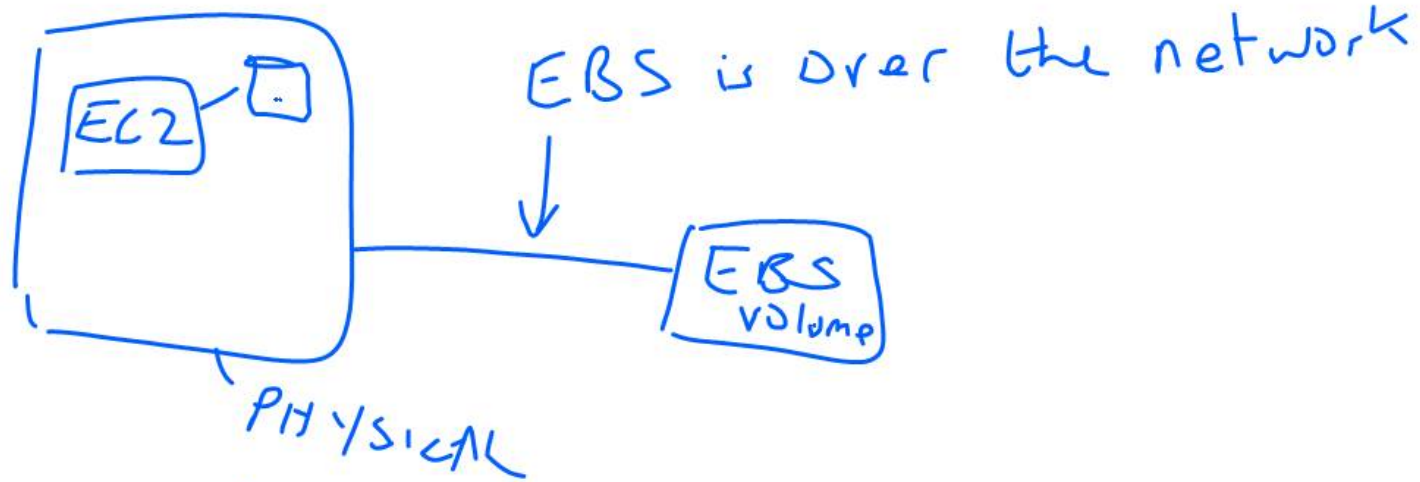 EBS is over the network
EC2
EBS
volume
PHYSICAL